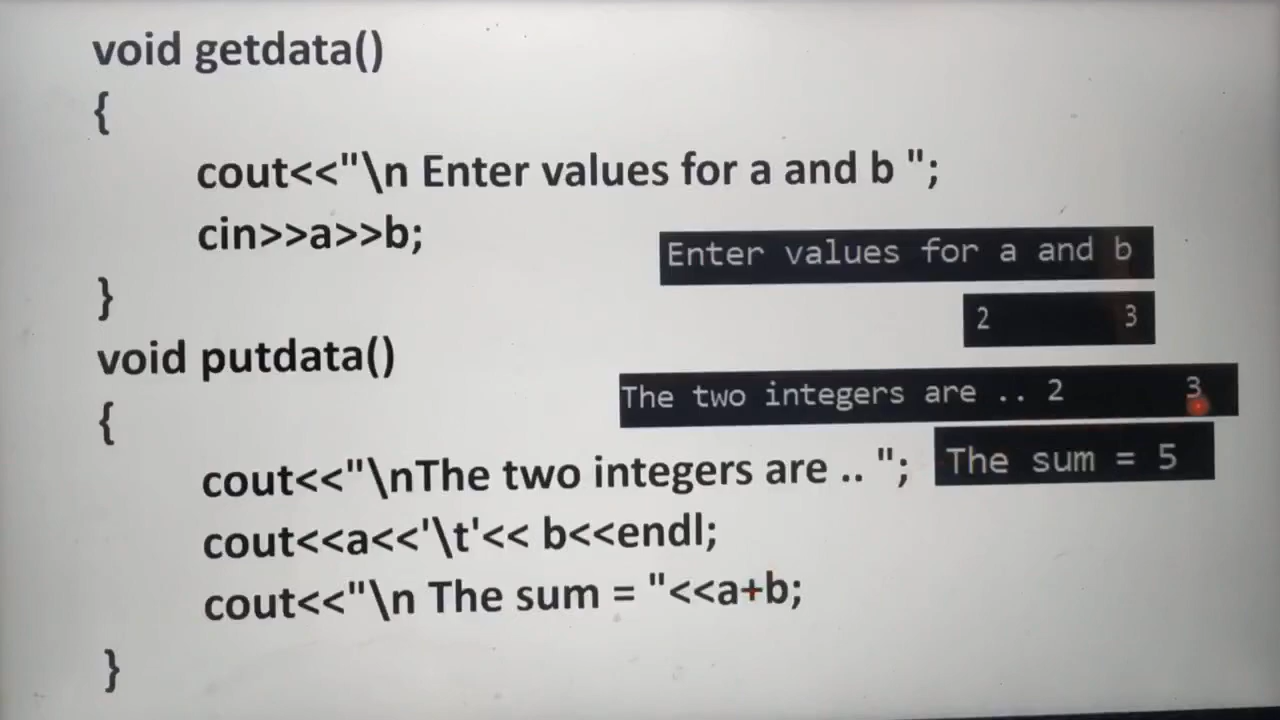 void getdata()
{
cout<<"\n Enter values for a and b ";
cin>>a>>b;
}
Enter values for a and b
2 3
void putdata()
{
The two integers are .. 2 3
cout<<"\nThe two integers are .. ";
The sum = 5
cout<<a<<'\t'<< b<<endl;
cout<<"\n The sum = "<<a+b;
}